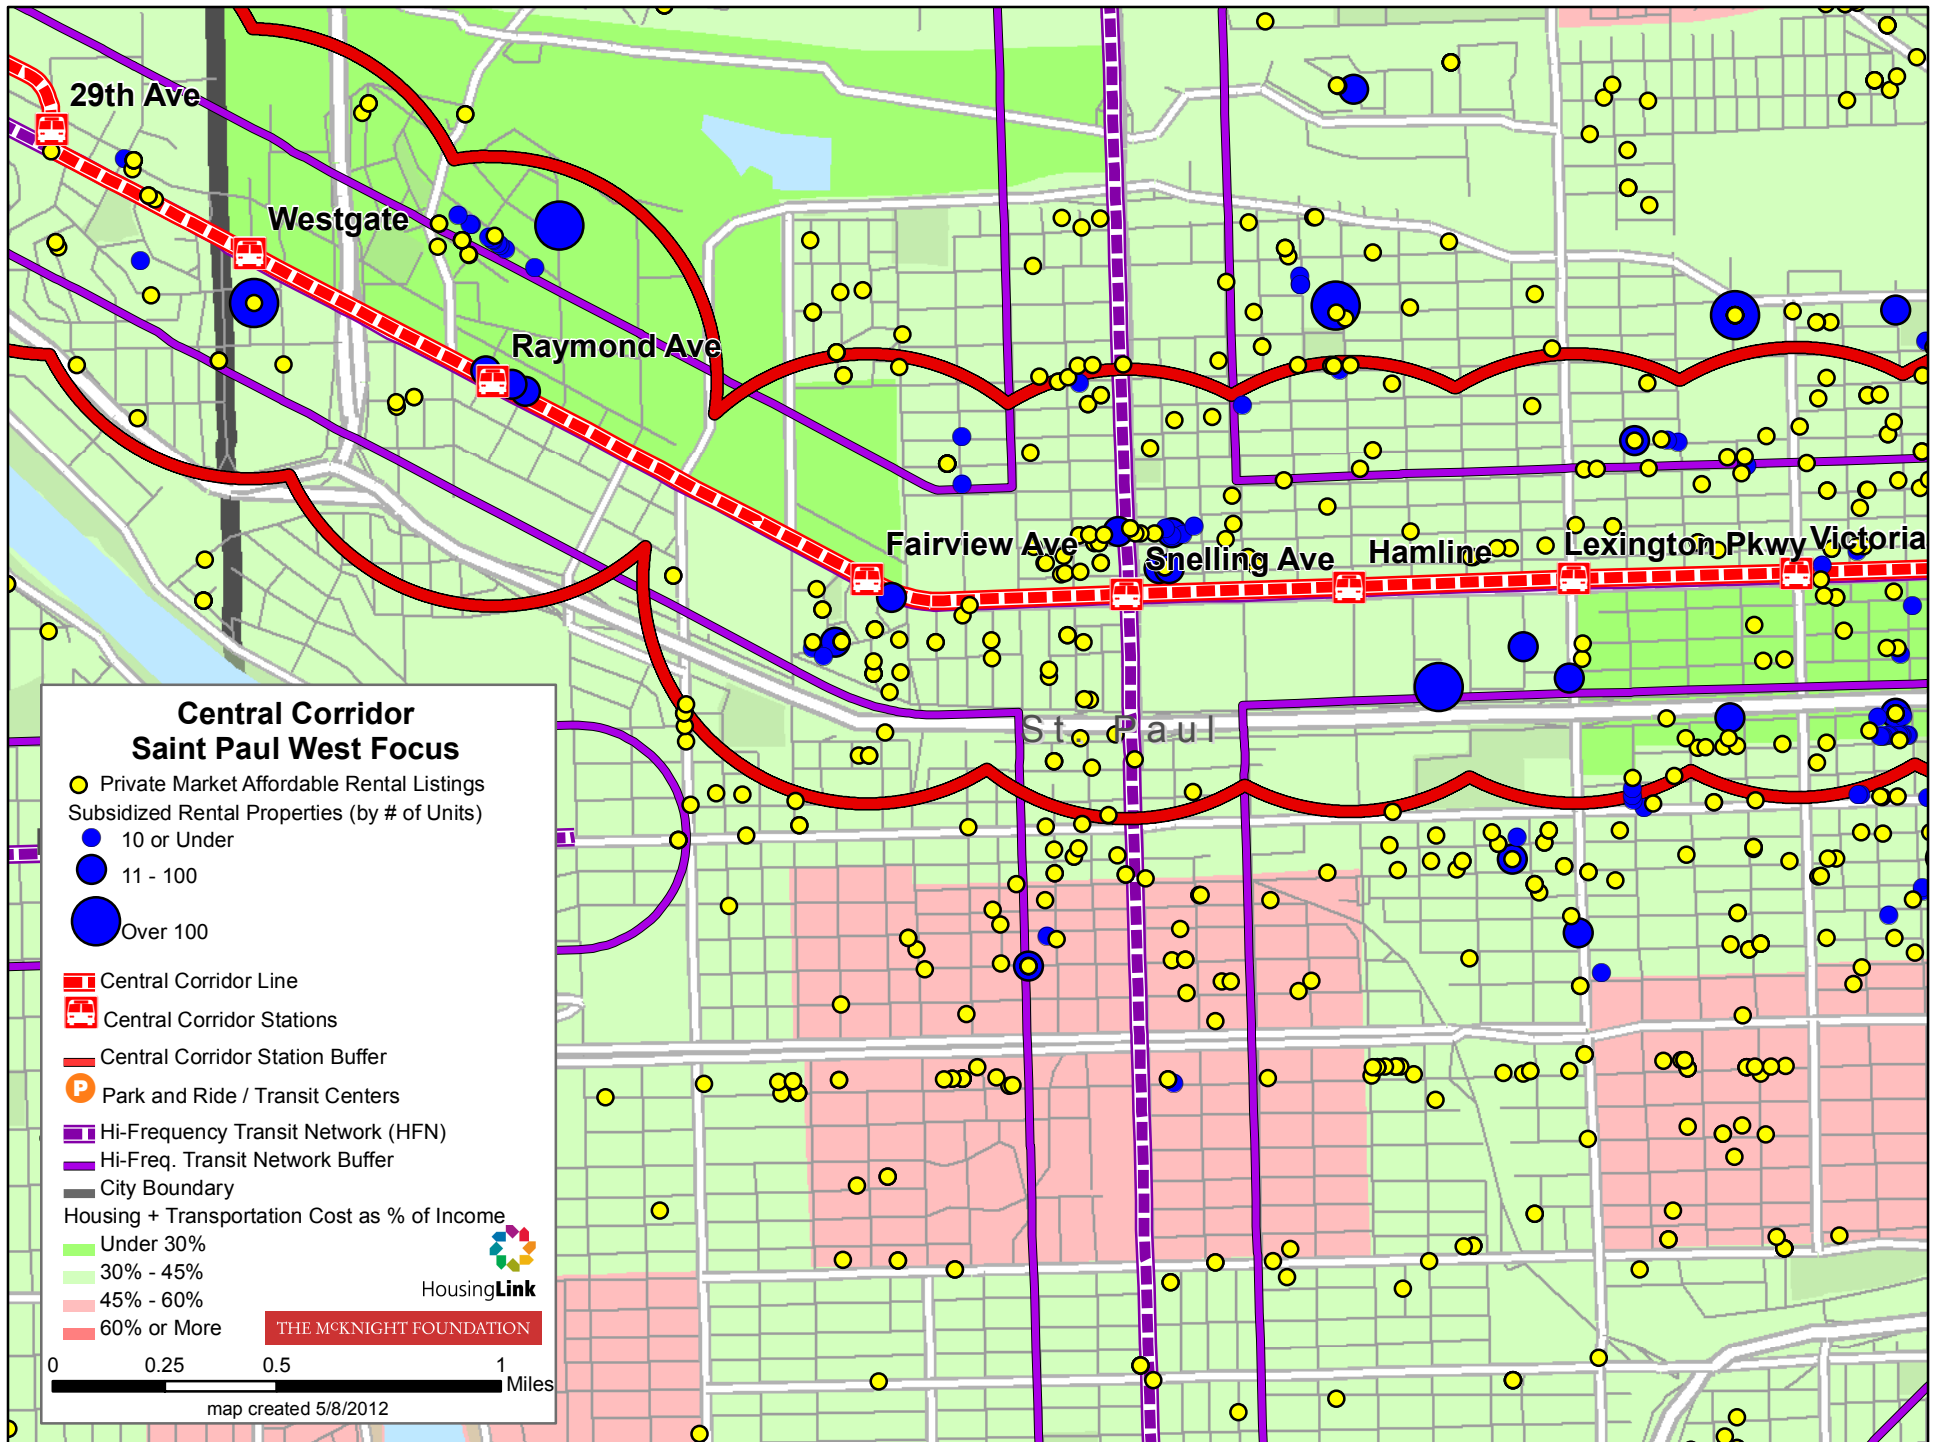 29th Ave
Westgate
Raymond Ave
Fairview Ave
Snelling Ave
Hamline
Lexington Pkwy
Victoria
St. Paul
Central Corridor
Saint Paul West Focus
Private Market Affordable Rental Listings
Subsidized Rental Properties (by # of Units)
10 or Under
11 - 100
Over 100
Central Corridor Line
Central Corridor Stations
Central Corridor Station Buffer
P Park and Ride / Transit Centers
Hi-Frequency Transit Network (HFN)
Hi-Freq. Transit Network Buffer
City Boundary
Housing + Transportation Cost as % of Income
Under 30%
30% - 45%
45% - 60%
60% or More
HousingLink
THE McKNIGHT FOUNDATION
0 0.25 0.5 1
Miles
map created 5/8/2012